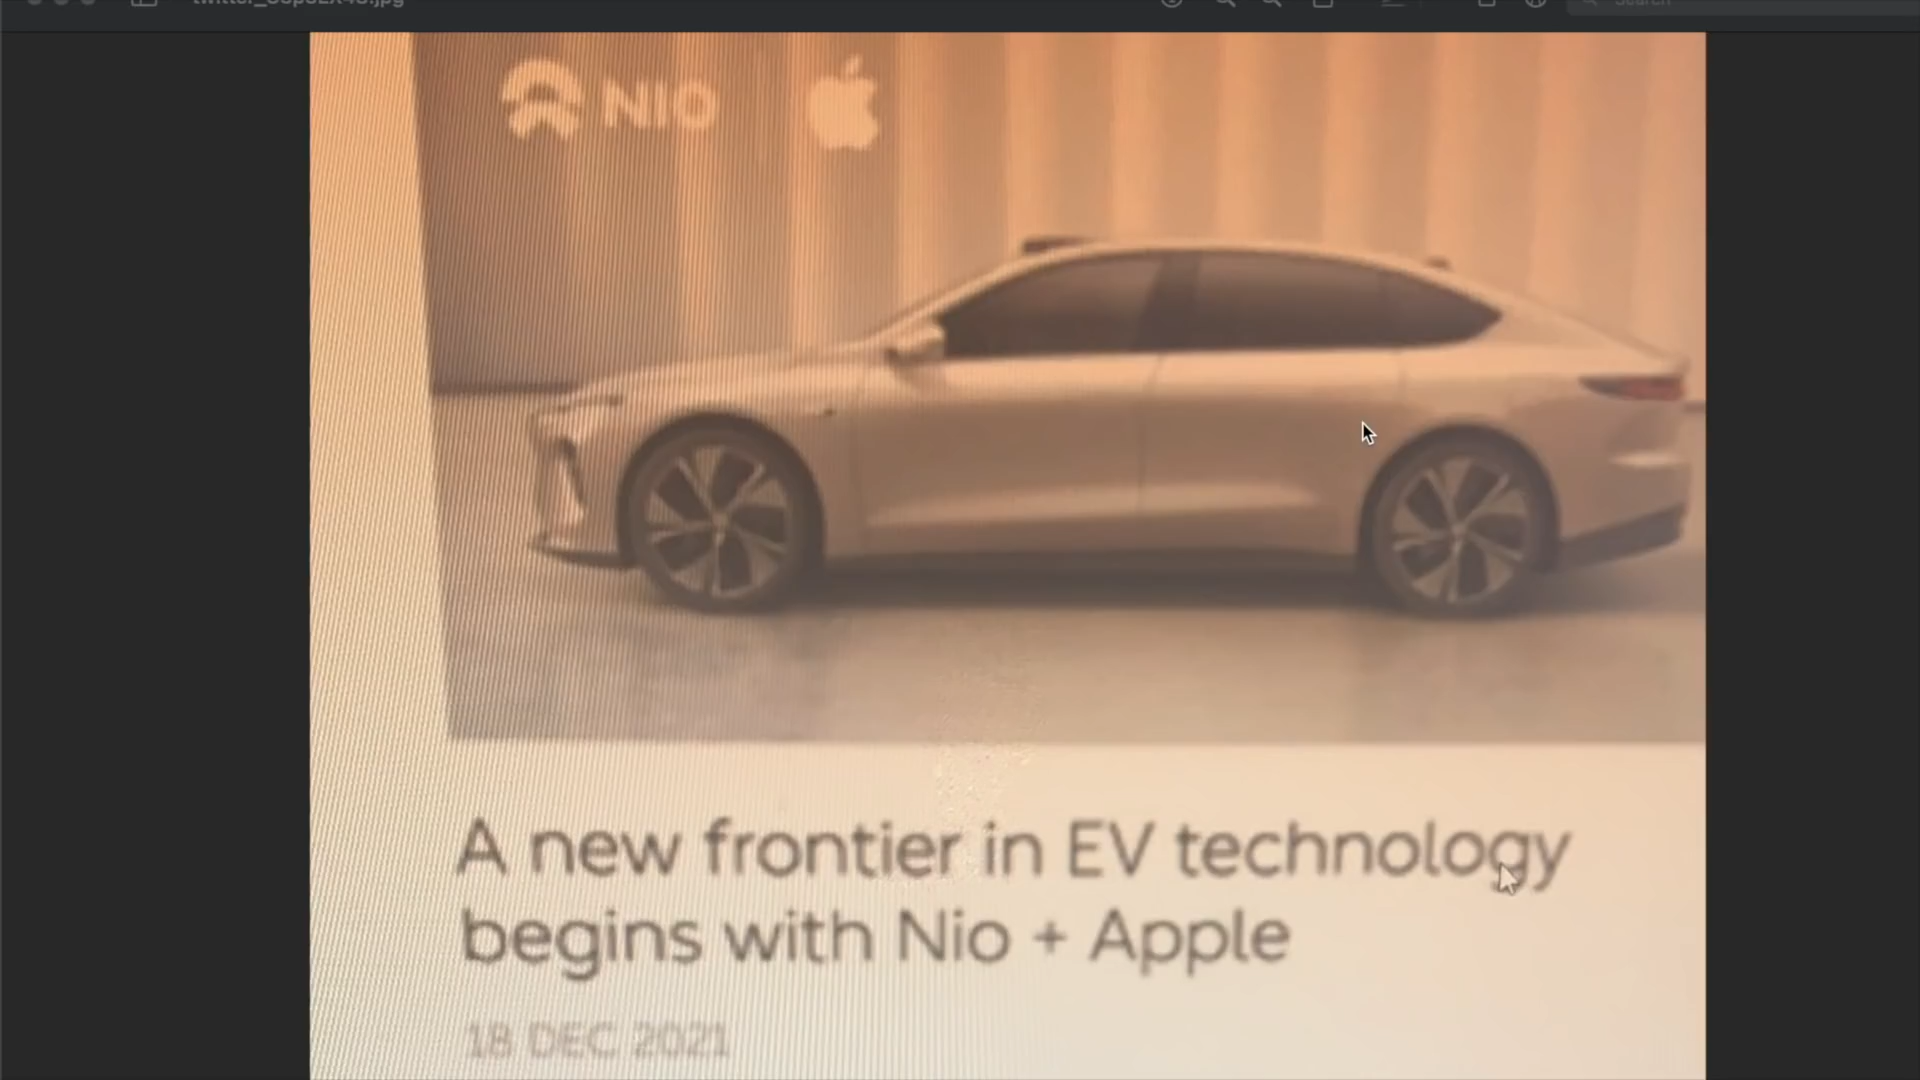 NIO
A new frontier in EV technology
begins with Nio + Apple
18 DEC 2021